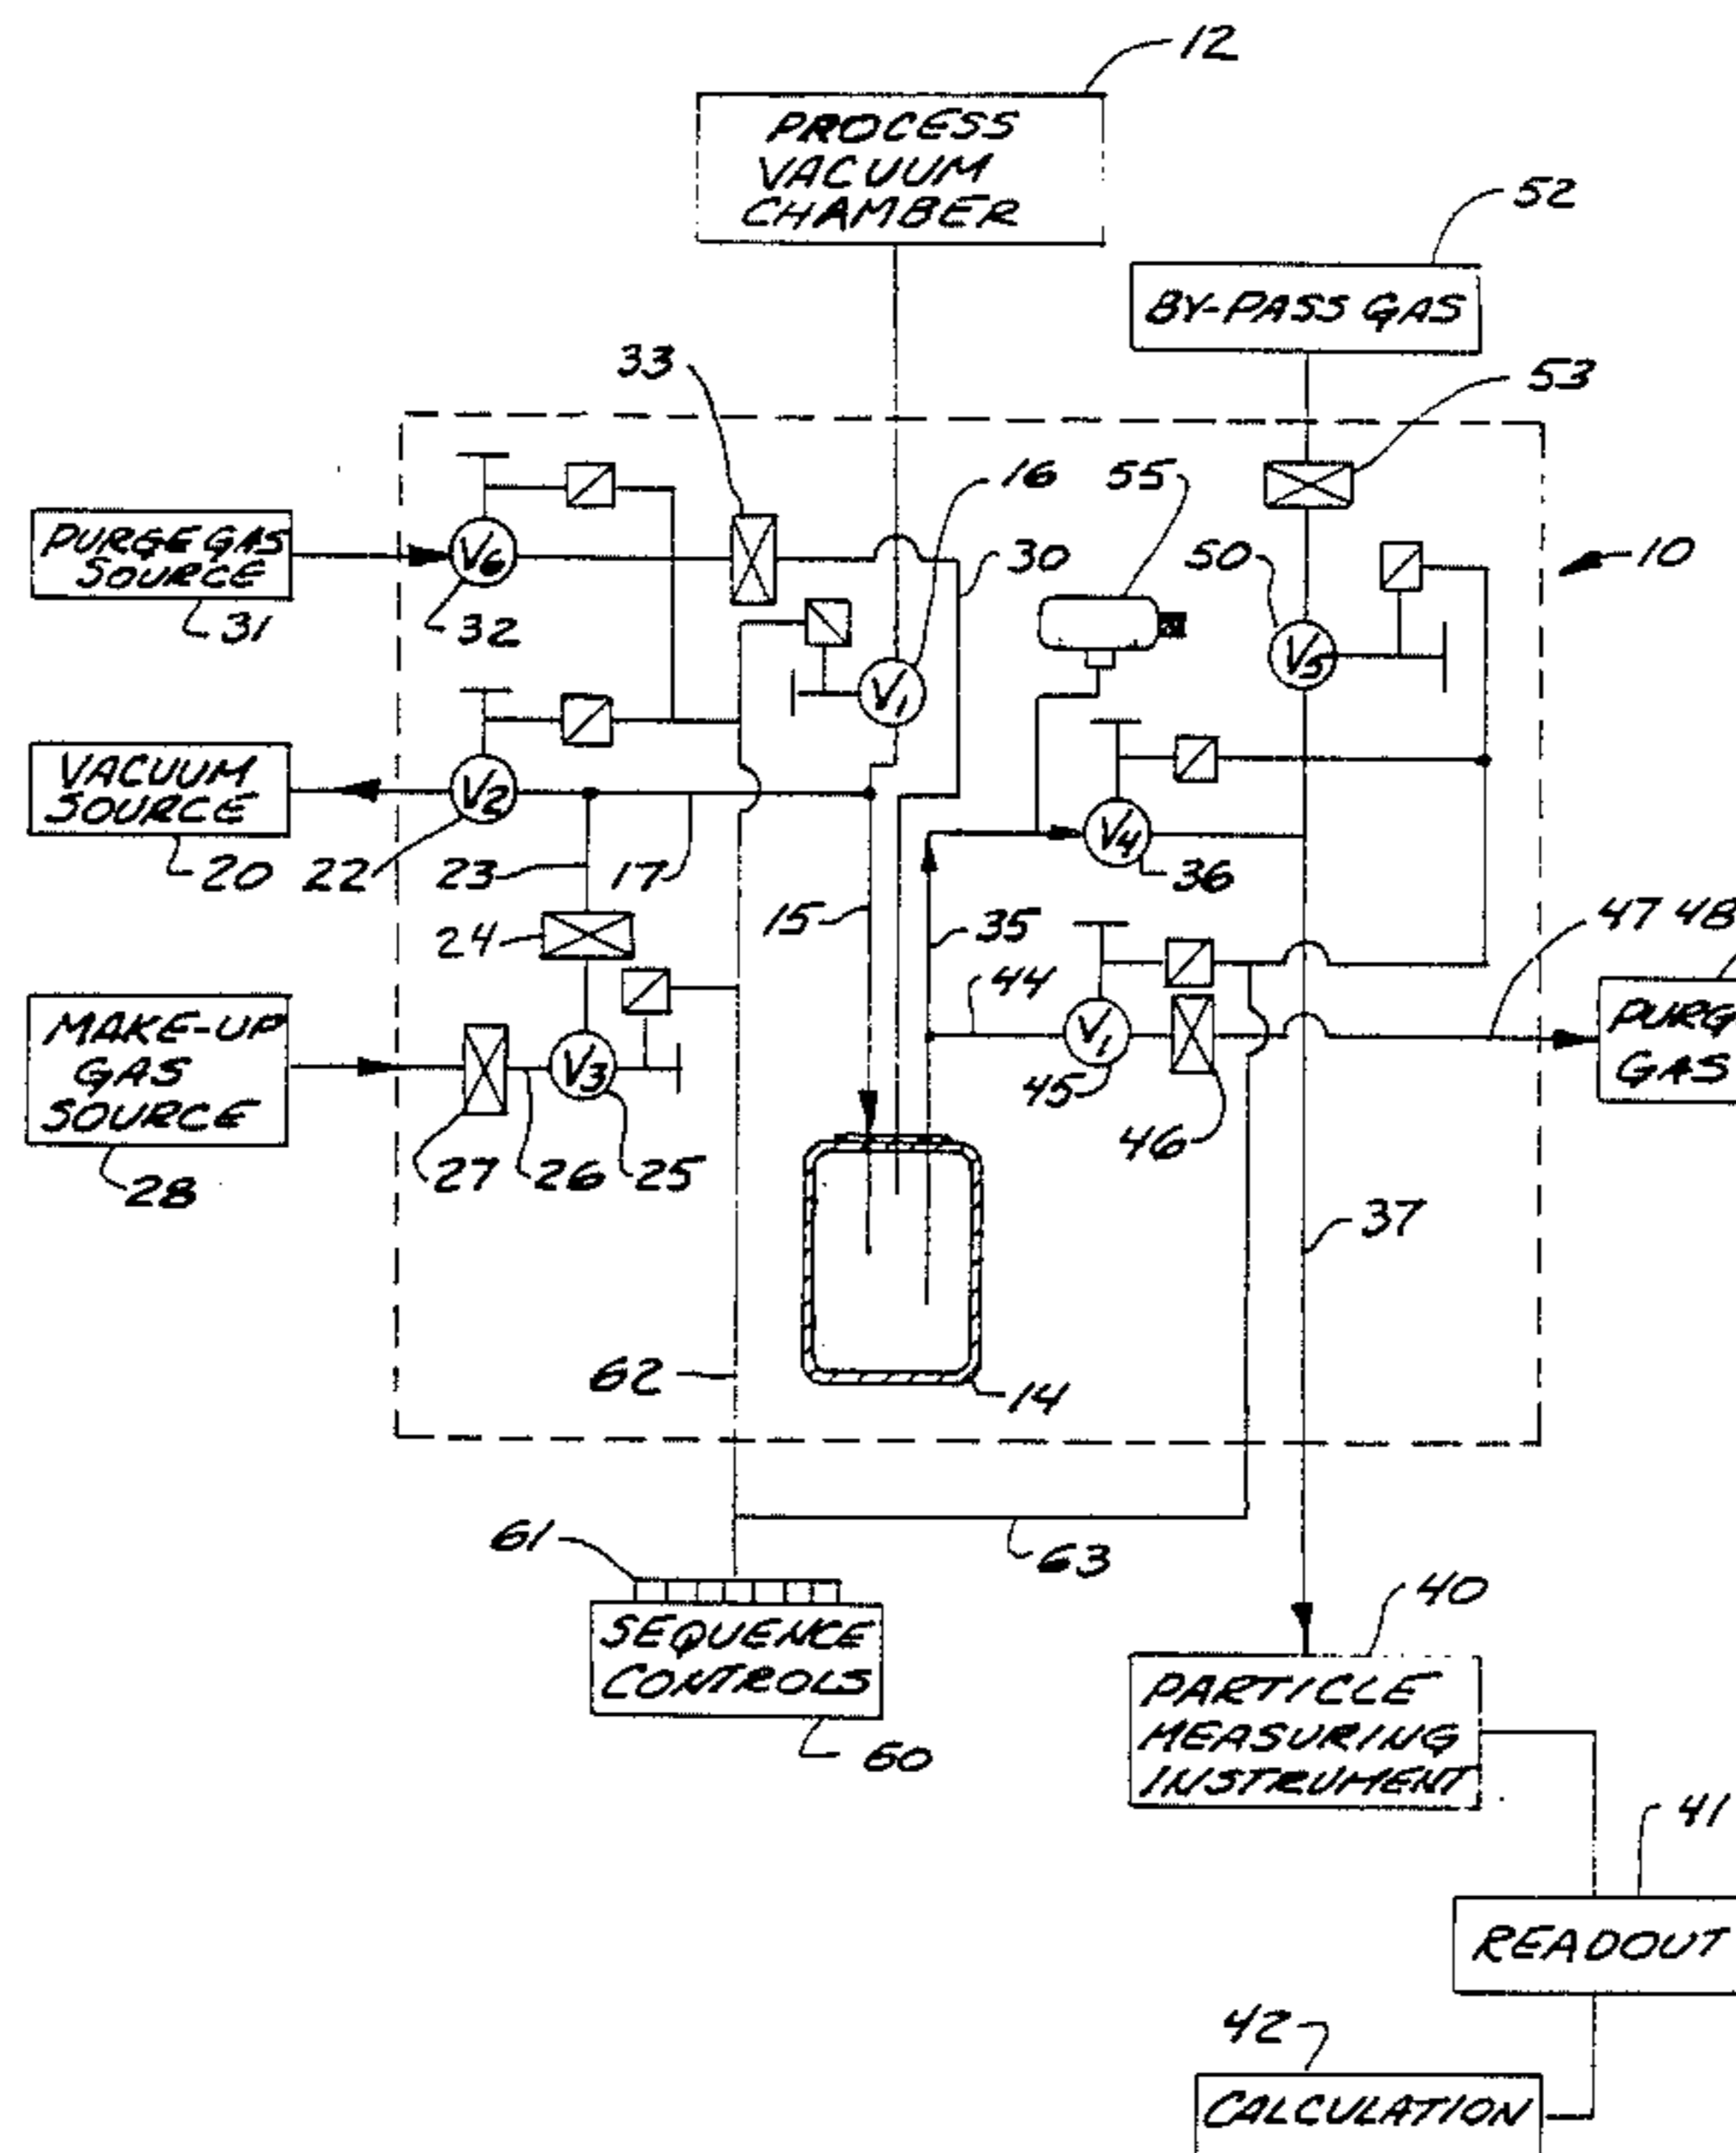 12
PROCESS
VACUUM
CHAMBER
52
BY-PASS GAS
33
53
16
55
PURGE GAS
SOURCE
V6
30
50
10
31
32
V1
V5
VACUUM
SOURCE
V2
V4
20
22
23
17
36
15
35
47
48
24
44
MAKE-UP
GAS
SOURCE
V3
V1
PURG
GAS
45
46
28
27
26
25
37
62
14
61
63
40
SEQUENCE
CONTROLS
PARTICLE
MEASURING
INSTRUMENT
60
41
READOUT
42
CALCULATION